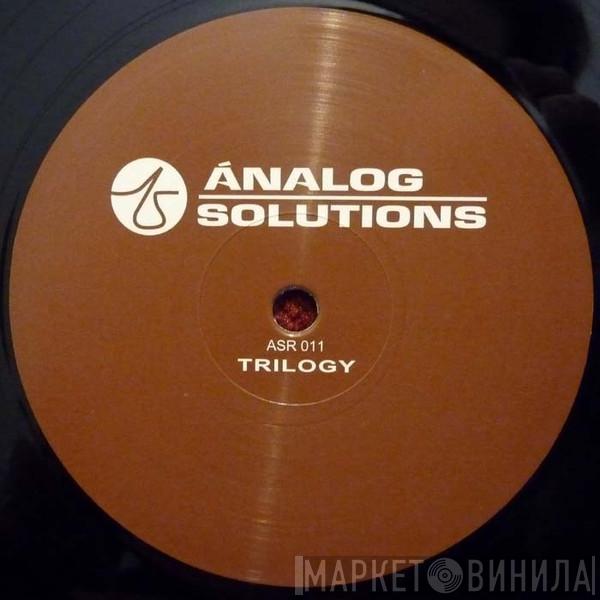 ÁNALOG
SOLUTIONS
ASR 011
TRILOGY
МАРКЕТ ВИНИЛА